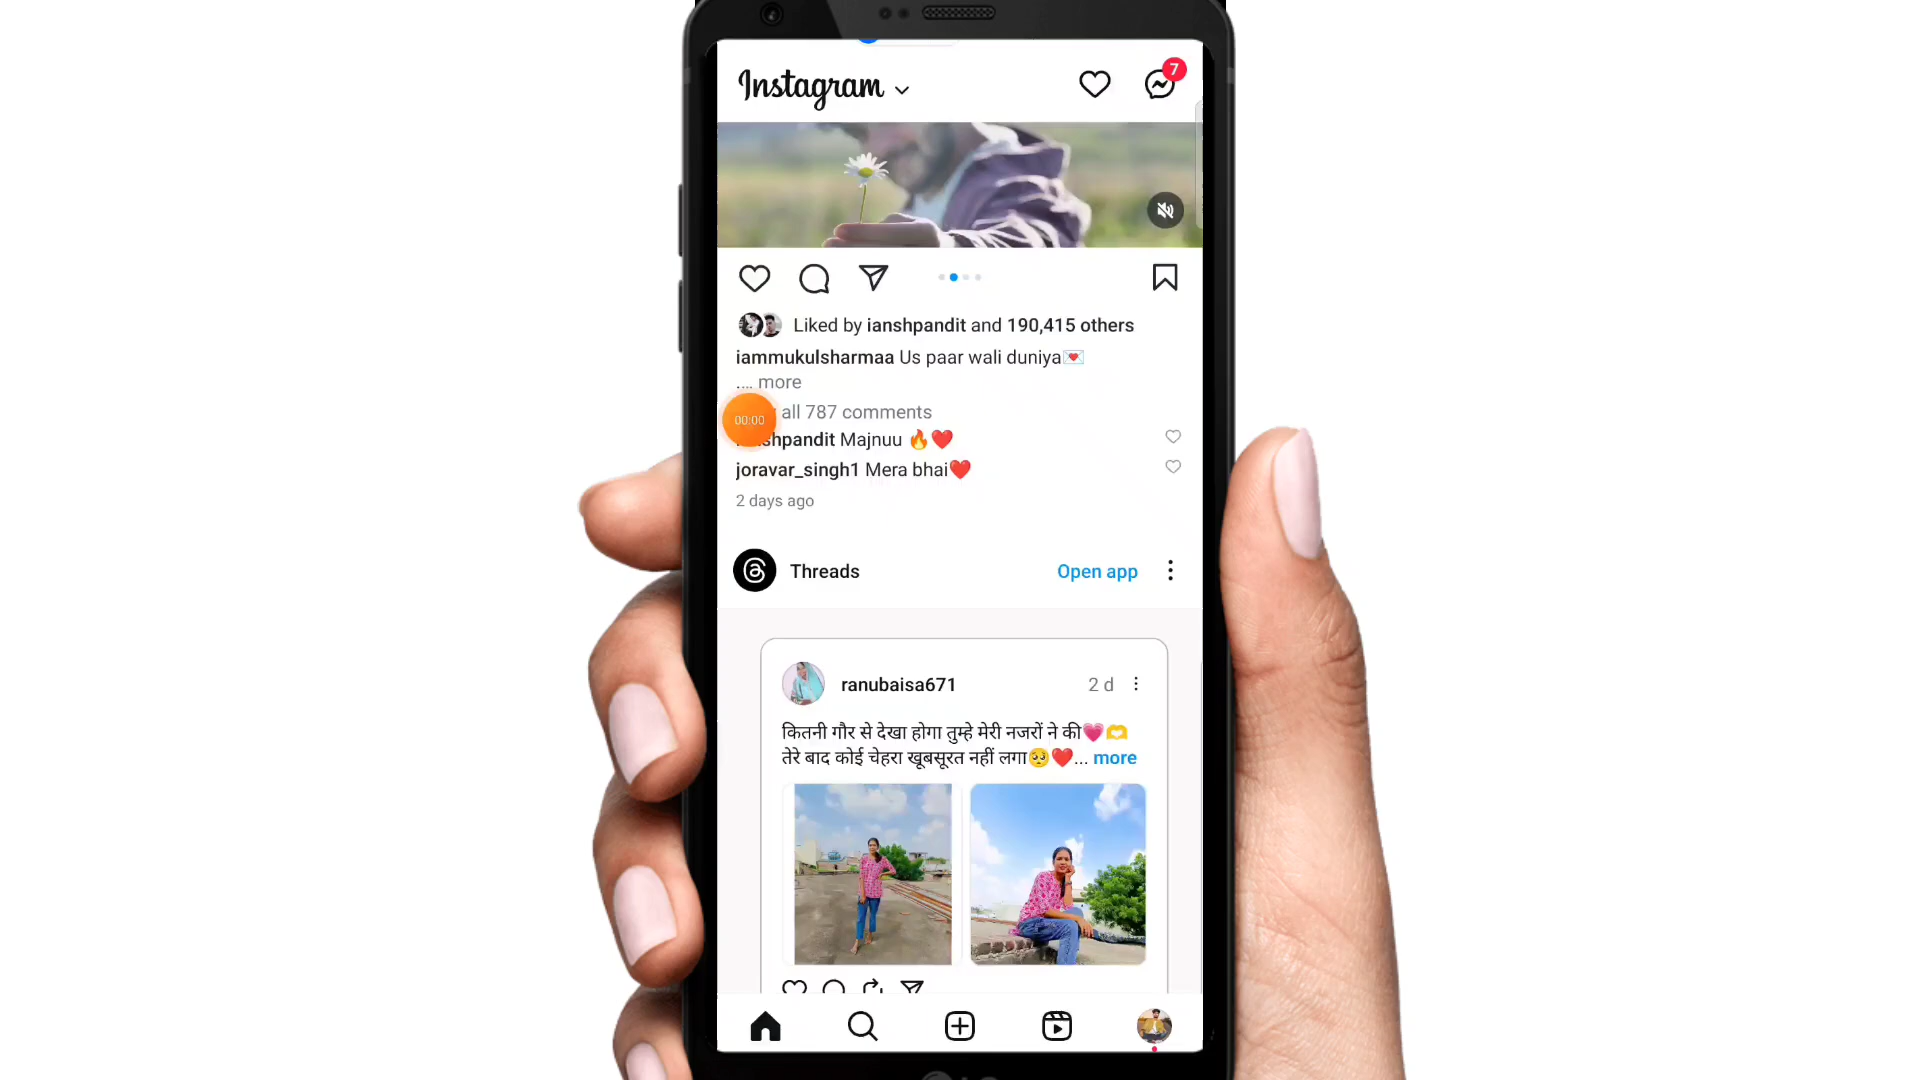 Instagram
7
Liked by ianshpandit and 190,415 others
iammukulsharmaa Us paar wali duniya💌
.... more
all 787 comments
00:00
shpandit Majnuu 🔥❤️
joravar_singh1 Mera bhai❤️
2 days ago
Threads
Open app
ranubaisa671
2 d
कितनी गौर से देखा होगा तुम्हे मेरी नजरों ने की💗🫶
तेरे बाद कोई चेहरा खूबसूरत नहीं लगा🥺❤️... more